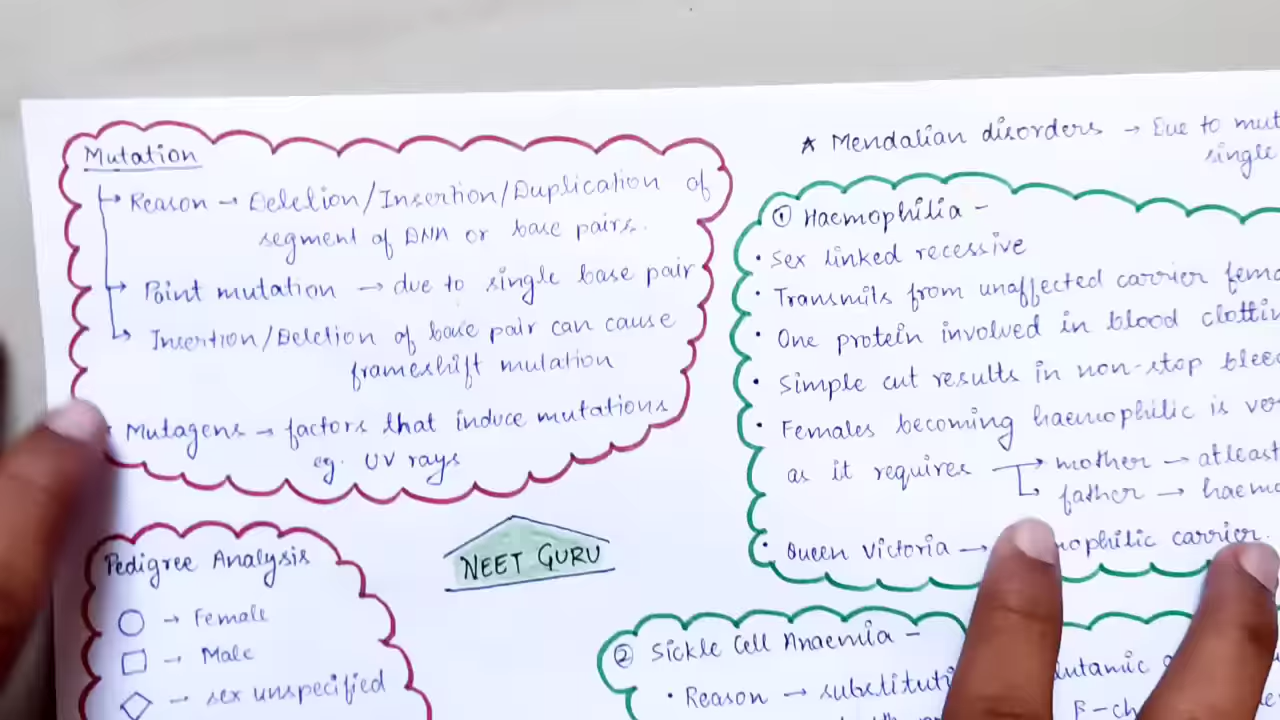 Mutation
Reason → Deletion/Insertion/Duplication of
segment of DNA or base pairs.
Point mutation → due to single base pair
Insertion/Deletion of base pair can cause
frameshift mutation
Mutagens → factors that induce mutations
eg. UV rays
Pedigree Analysis
○ → Female
□ → Male
◇ → sex unspecified
NEET GURU
★ Mendalian disorders → Due to
single
① Haemophilia -
• Sex linked recessive
• Transmits from unaffected carrier
• One protein involved in blood
• Simple cut results in non-stop
• Females becoming haemophilic is
as it requires → mother → atleast
→ father →
• Queen Victoria → carrier.
② Sickle Cell Anaemia -
• Reason →